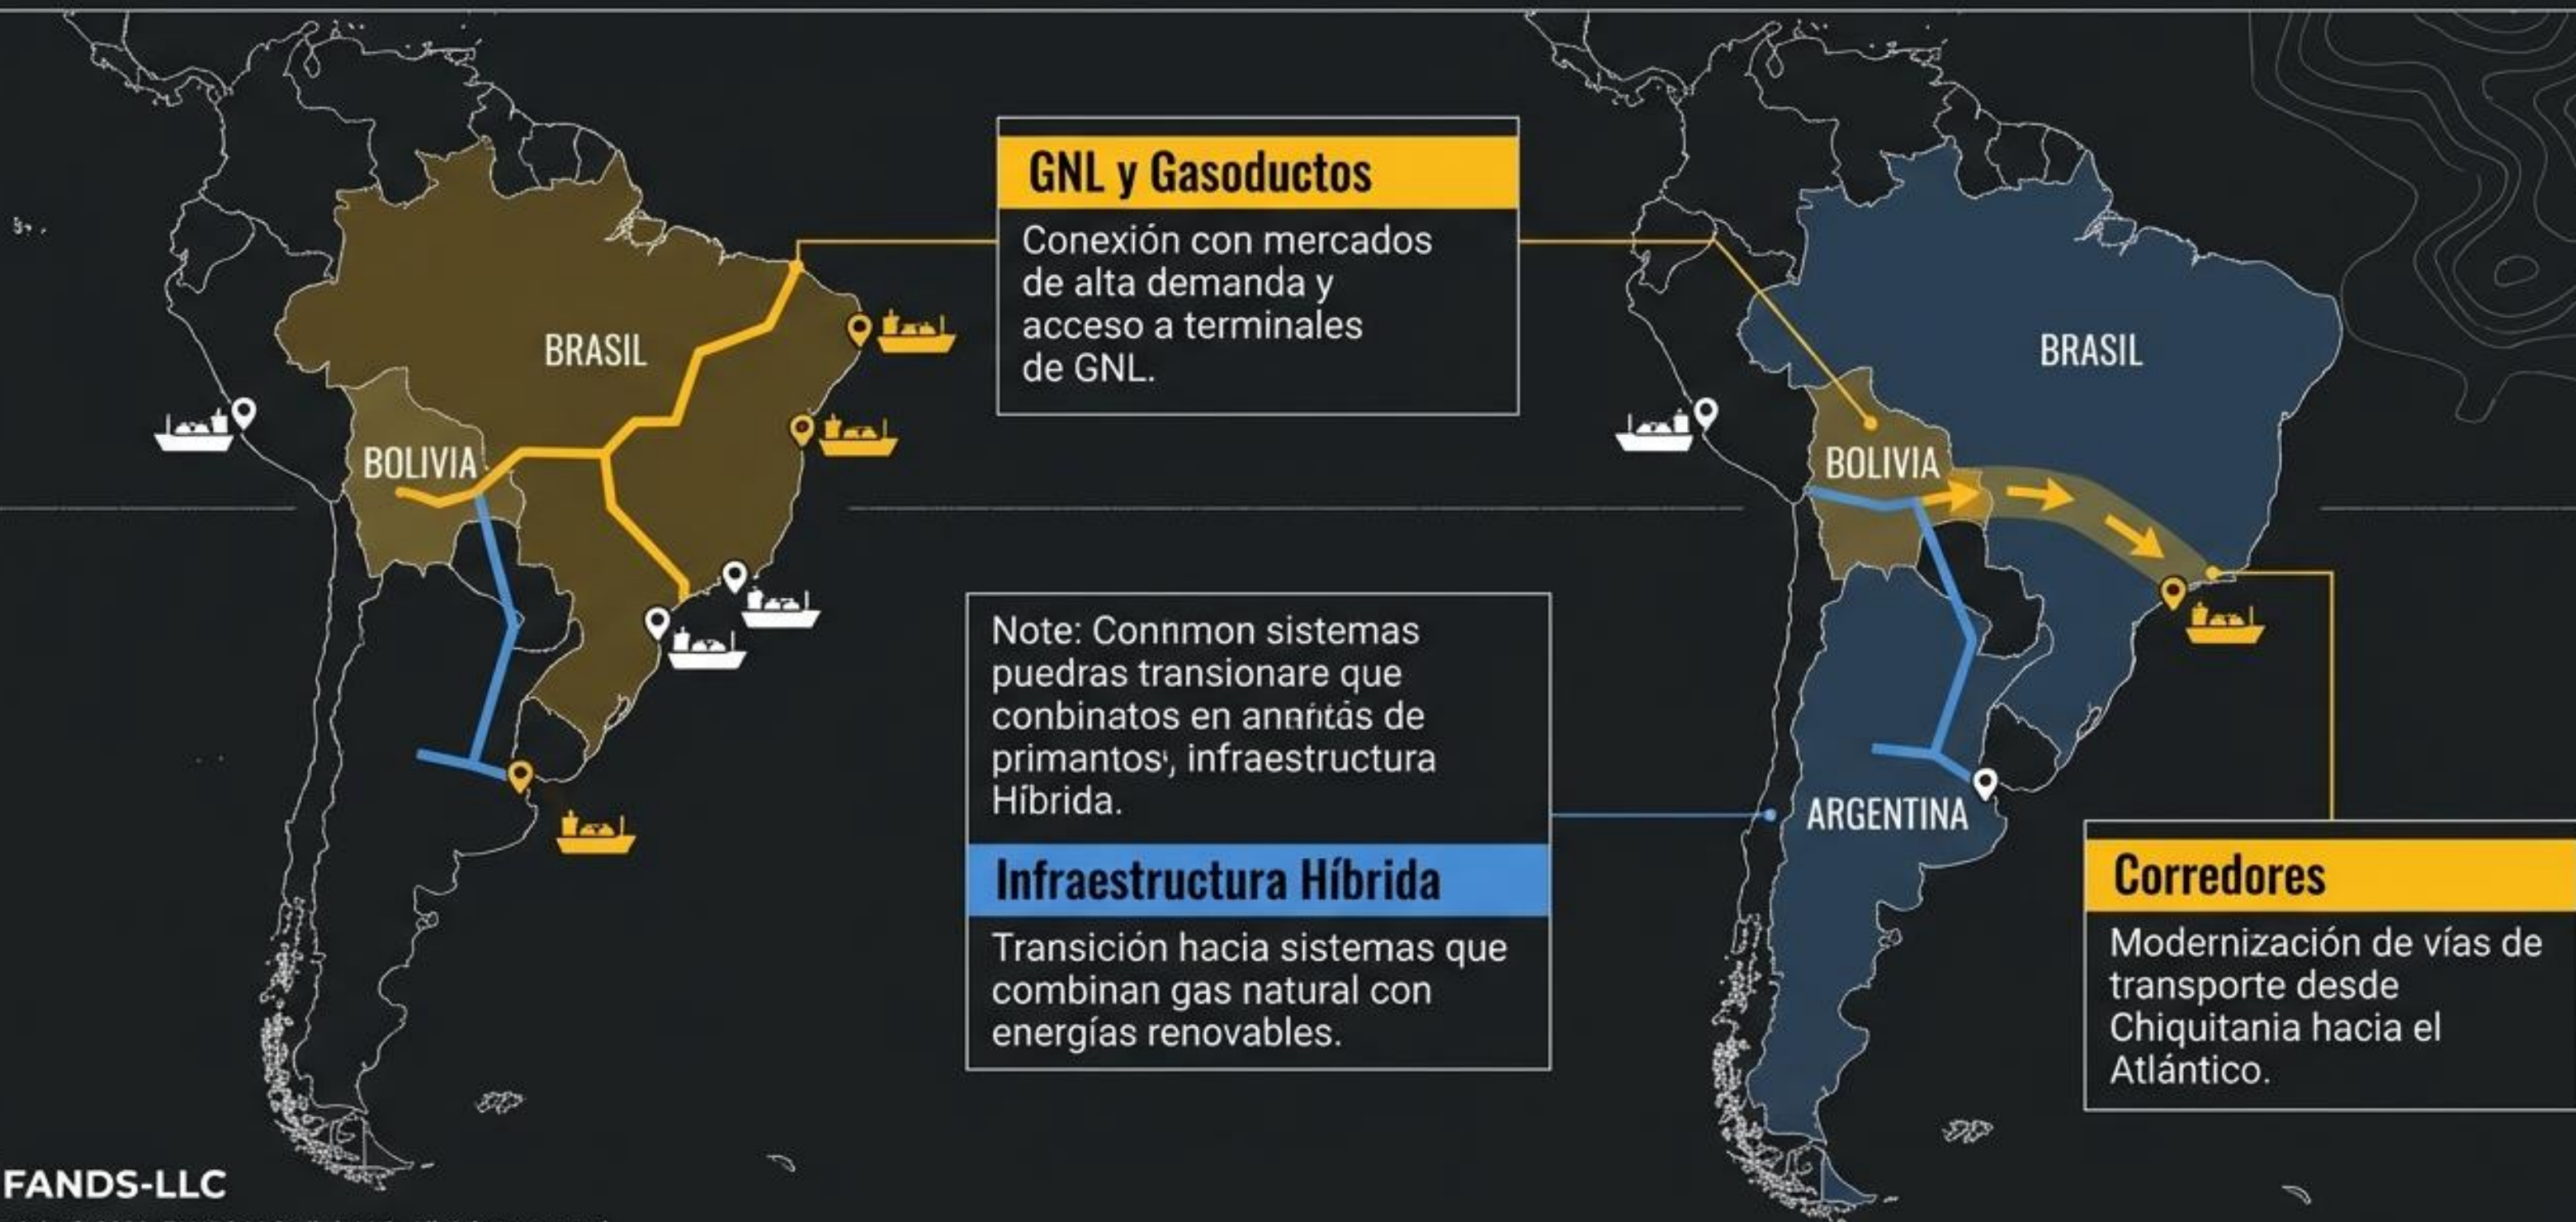 BRASIL
BOLIVIA
GNL y Gasoductos
Conexión con mercados
de alta demanda y
acceso a terminales
de GNL.
Note: Connmon sistemas
puedras transionare que
conbinatos en de
primantos, infraestructura
Híbrida.
Infraestructura Híbrida
Transición hacia sistemas que
combinan gas natural con
energías renovables.
BRASIL
BOLIVIA
ARGENTINA
Corredores
Modernización de vías de
transporte desde
Chiquitania hacia el
Atlántico.
FANDS-LLC